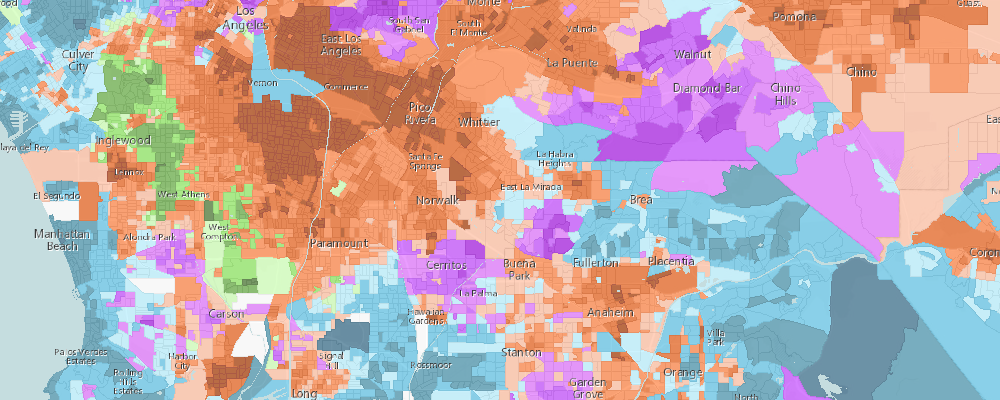 Los
Angeles
South San
Gabriel
Monte
South
El Monte
Valinda
Pomona
Culver
City
East Los
Angeles
Walnut
La Puente
Chino
Vernon
Commerce
Diamond Bar
Chino
Hills
Pico
Rivera
Whittier
Inglewood
Playa del Rey
Lennox
Santa Fe
Springs
La Habra
Heights
East La Mirada
El Segundo
West Athens
Norwalk
Brea
Manhattan
Beach
Alondra Park
West
Compton
Paramount
Cerritos
Buena
Park
Fullerton
Placentia
La Palma
Carson
Hawaiian
Gardens
Anaheim
Villa
Park
Palos Verdes
Estates
Harbor
City
Signal
Hill
Rossmoor
Stanton
Rolling
Hills
Estates
Orange
Garden
Grove
Long
North